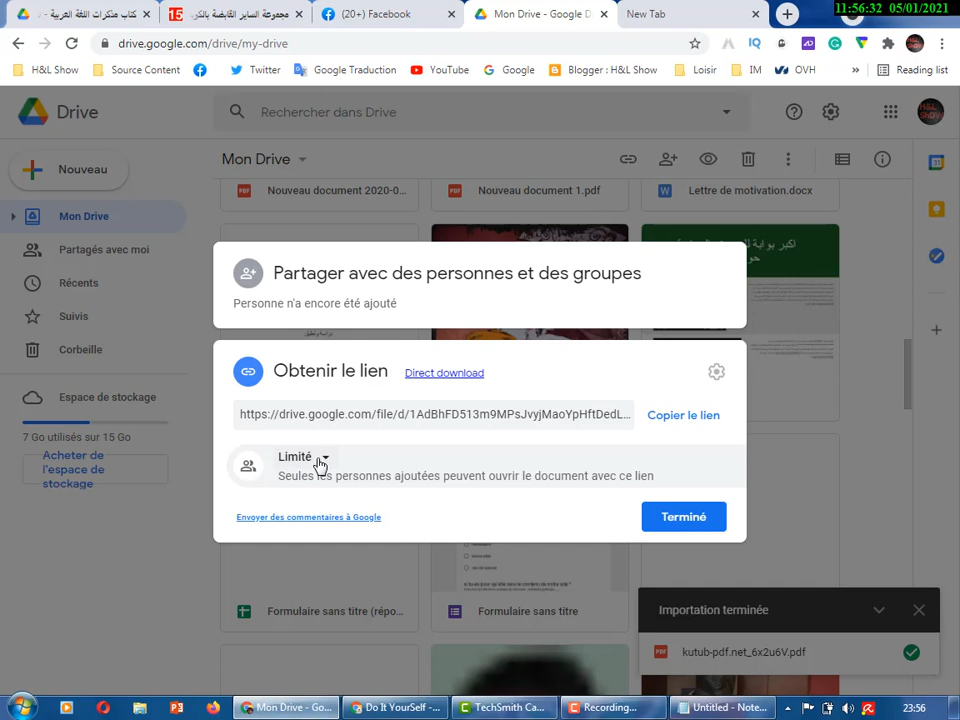 11:56:32 05/01/2021
كتاب مذكرات اللغة العربية -
مجموعة الساير القابضة بالكر
(20+) Facebook
Mon Drive - Google D
New Tab
drive.google.com/drive/my-drive
H&L Show
Source Content
Twitter
Google Traduction
YouTube
Google
Blogger : H&L Show
Loisir
IM
OVH
»
Reading list
Drive
Rechercher dans Drive
Nouveau
Mon Drive
Mon Drive
Partagés avec moi
Récents
Suivis
Corbeille
Espace de stockage
7 Go utilisés sur 15 Go
Acheter de
l'espace de
stockage
PDF
Nouveau document 2020-0...
PDF
Nouveau document 1.pdf
W
Lettre de motivation.docx
اكبر بوابة
Partager avec des personnes et des groupes
Personne n'a encore été ajouté
Obtenir le lien
Direct download
https://drive.google.com/file/d/1AdBhFD513m9MPsJvyjMaoYpHftDedL...
Copier le lien
Limité
Seules les personnes ajoutées peuvent ouvrir le document avec ce lien
Envoyer des commentaires à Google
Terminé
Formulaire sans titre (répo...
Formulaire sans titre
Importation terminée
PDF
kutub-pdf.net_6x2u6V.pdf
Mon Drive - Go...
Do It YourSelf - ...
TechSmith Ca...
Recording...
Untitled - Note...
FR
23:56